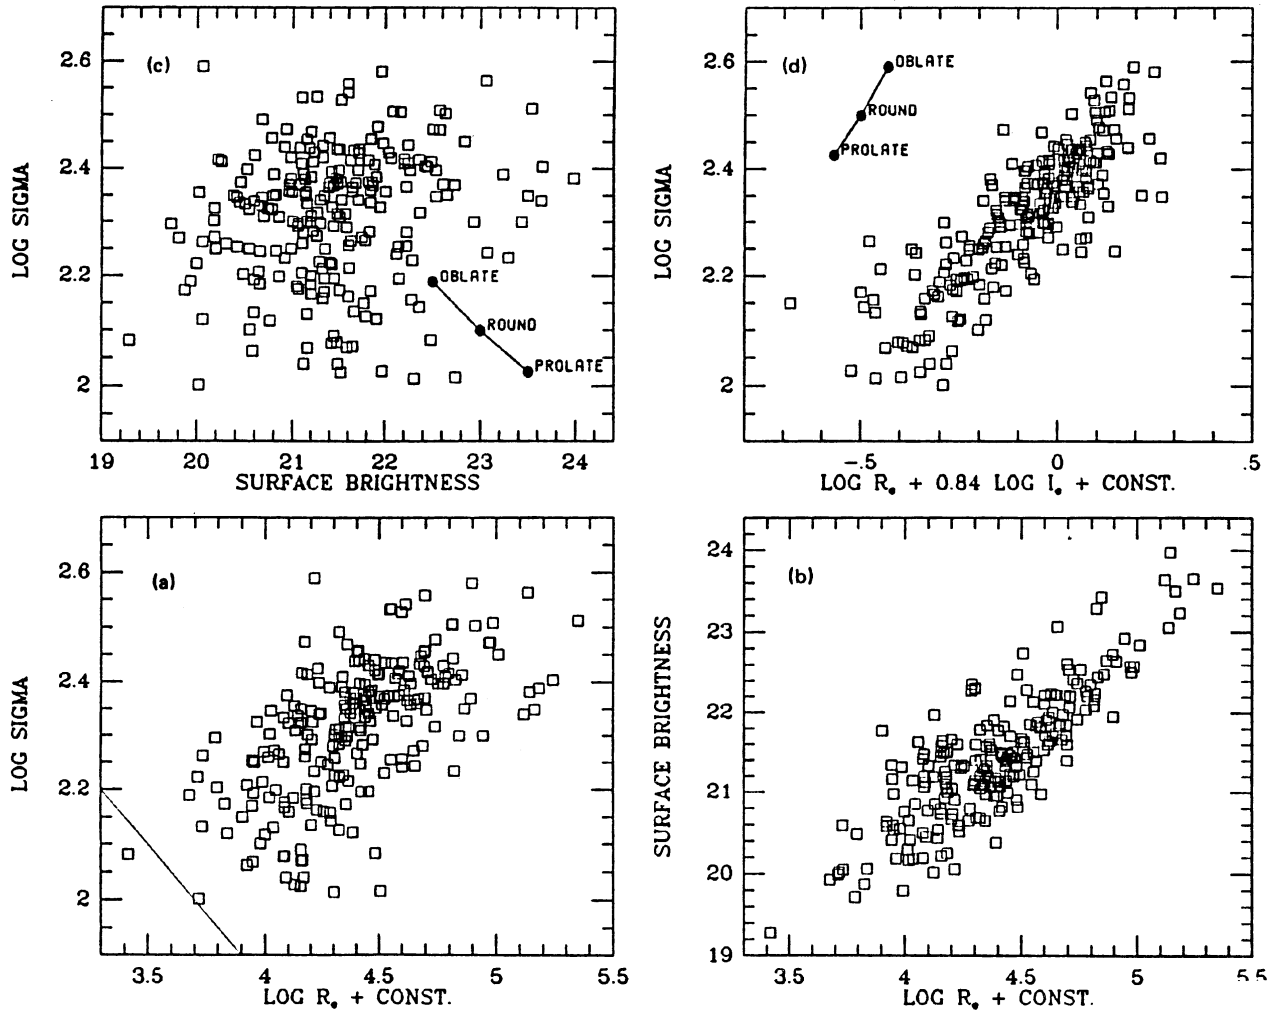 (c)
2.6
2.4
2.2
2
LOG SIGMA
OBLATE
ROUND
PROLATE
19 20 21 22 23 24
SURFACE BRIGHTNESS
(d)
2.6
2.4
2.2
2
LOG SIGMA
OBLATE
ROUND
PROLATE
-.5 0 .5
LOG Re + 0.84 LOG Ie + CONST.
(a)
2.6
2.4
2.2
2
LOG SIGMA
3.5 4 4.5 5 5.5
LOG Re + CONST.
(b)
24
23
22
21
20
19
SURFACE BRIGHTNESS
3.5 4 4.5 5 5.5
LOG Re + CONST.